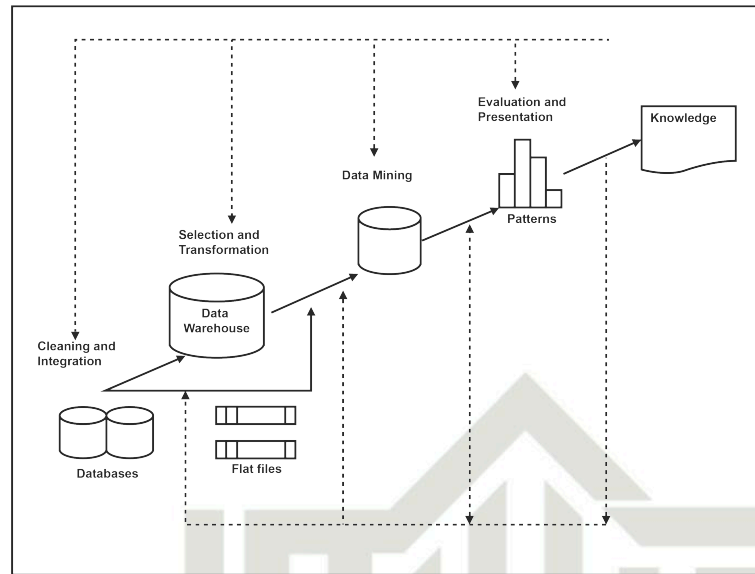 Evaluation and
Presentation
Knowledge
Data Mining
Patterns
Selection and
Transformation
Data
Warehouse
Cleaning and
Integration
Databases
Flat files